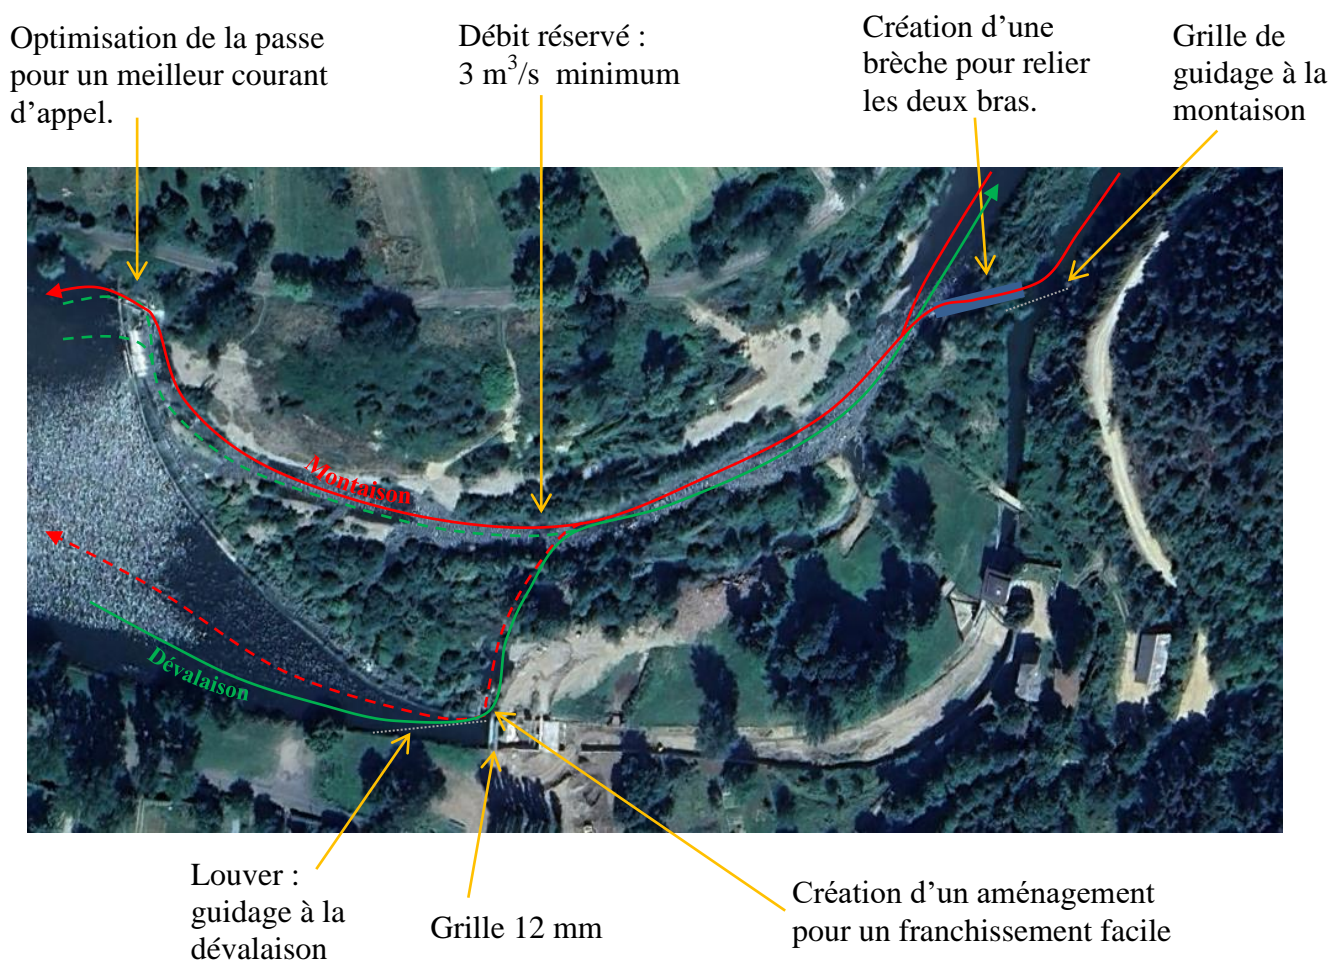 Optimisation de la passe
pour un meilleur courant
d’appel.
Débit réservé :
3 m³/s minimum
Création d’une
brèche pour relier
les deux bras.
Grille de
guidage à la
montaison
Montaison
Dévalaison
Louver :
guidage à la
dévalaison
Grille 12 mm
Création d’un aménagement
pour un franchissement facile